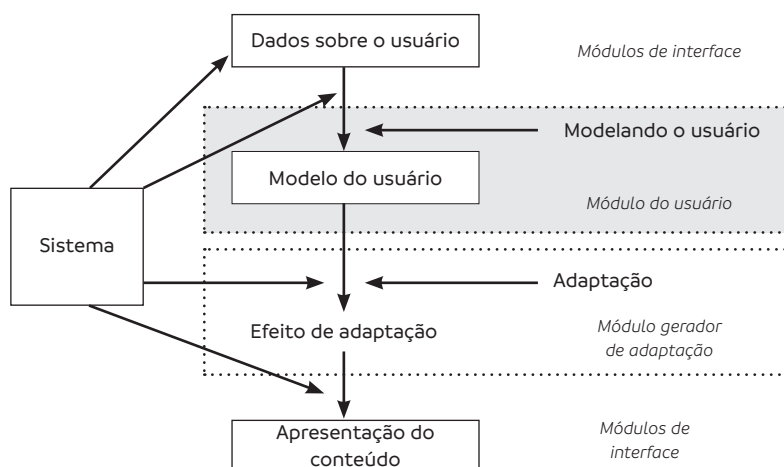 Dados sobre o usuário
Módulos de interface
Modelando o usuário
Modelo do usuário
Módulo do usuário
Sistema
Adaptação
Efeito de adaptação
Módulo gerador
de adaptação
Apresentação do
conteúdo
Módulos de
interface